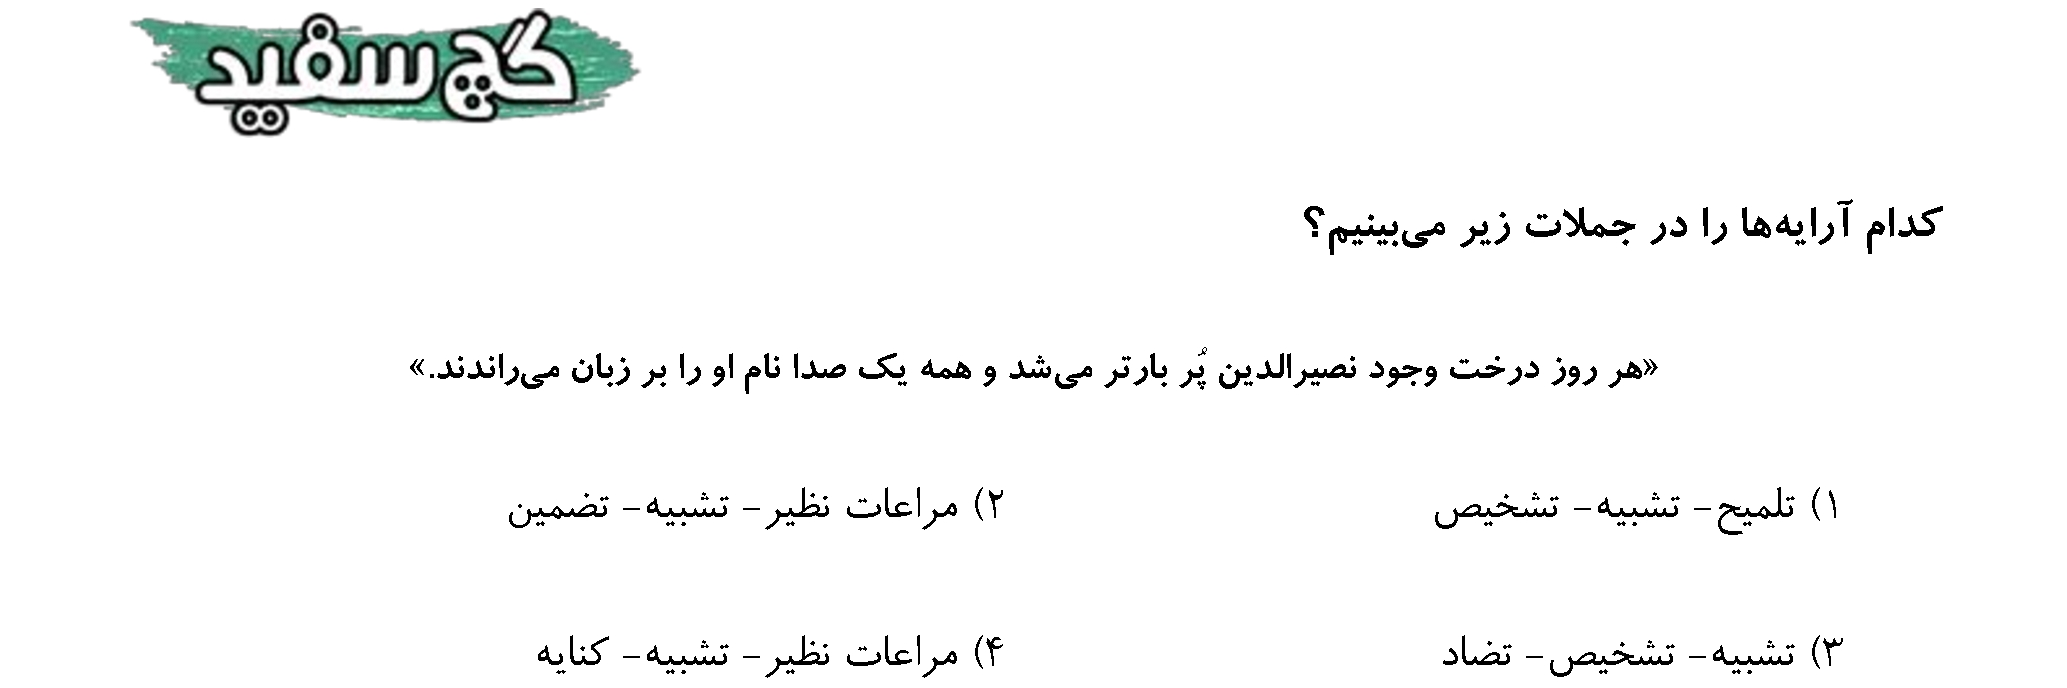 گچ سفید
کدام آرایه‌ها را در جملات زیر می‌بینیم؟
«هر روز درخت وجود نصیرالدین پُر بارتر می‌شد و همه یک صدا نام او را بر زبان می‌راندند.»
۱) تلمیح- تشبیه- تشخیص
۲) مراعات نظیر- تشبیه- تضمین
۳) تشبیه- تشخیص- تضاد
۴) مراعات نظیر- تشبیه- کنایه